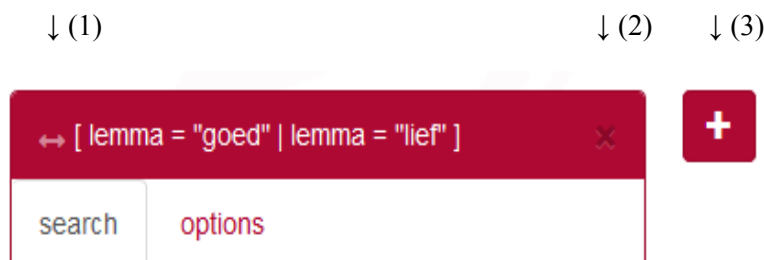 ↓ (1) ↓ (2) ↓ (3)
↔ [ lemma = "goed" | lemma = "lief" ] × +
search options